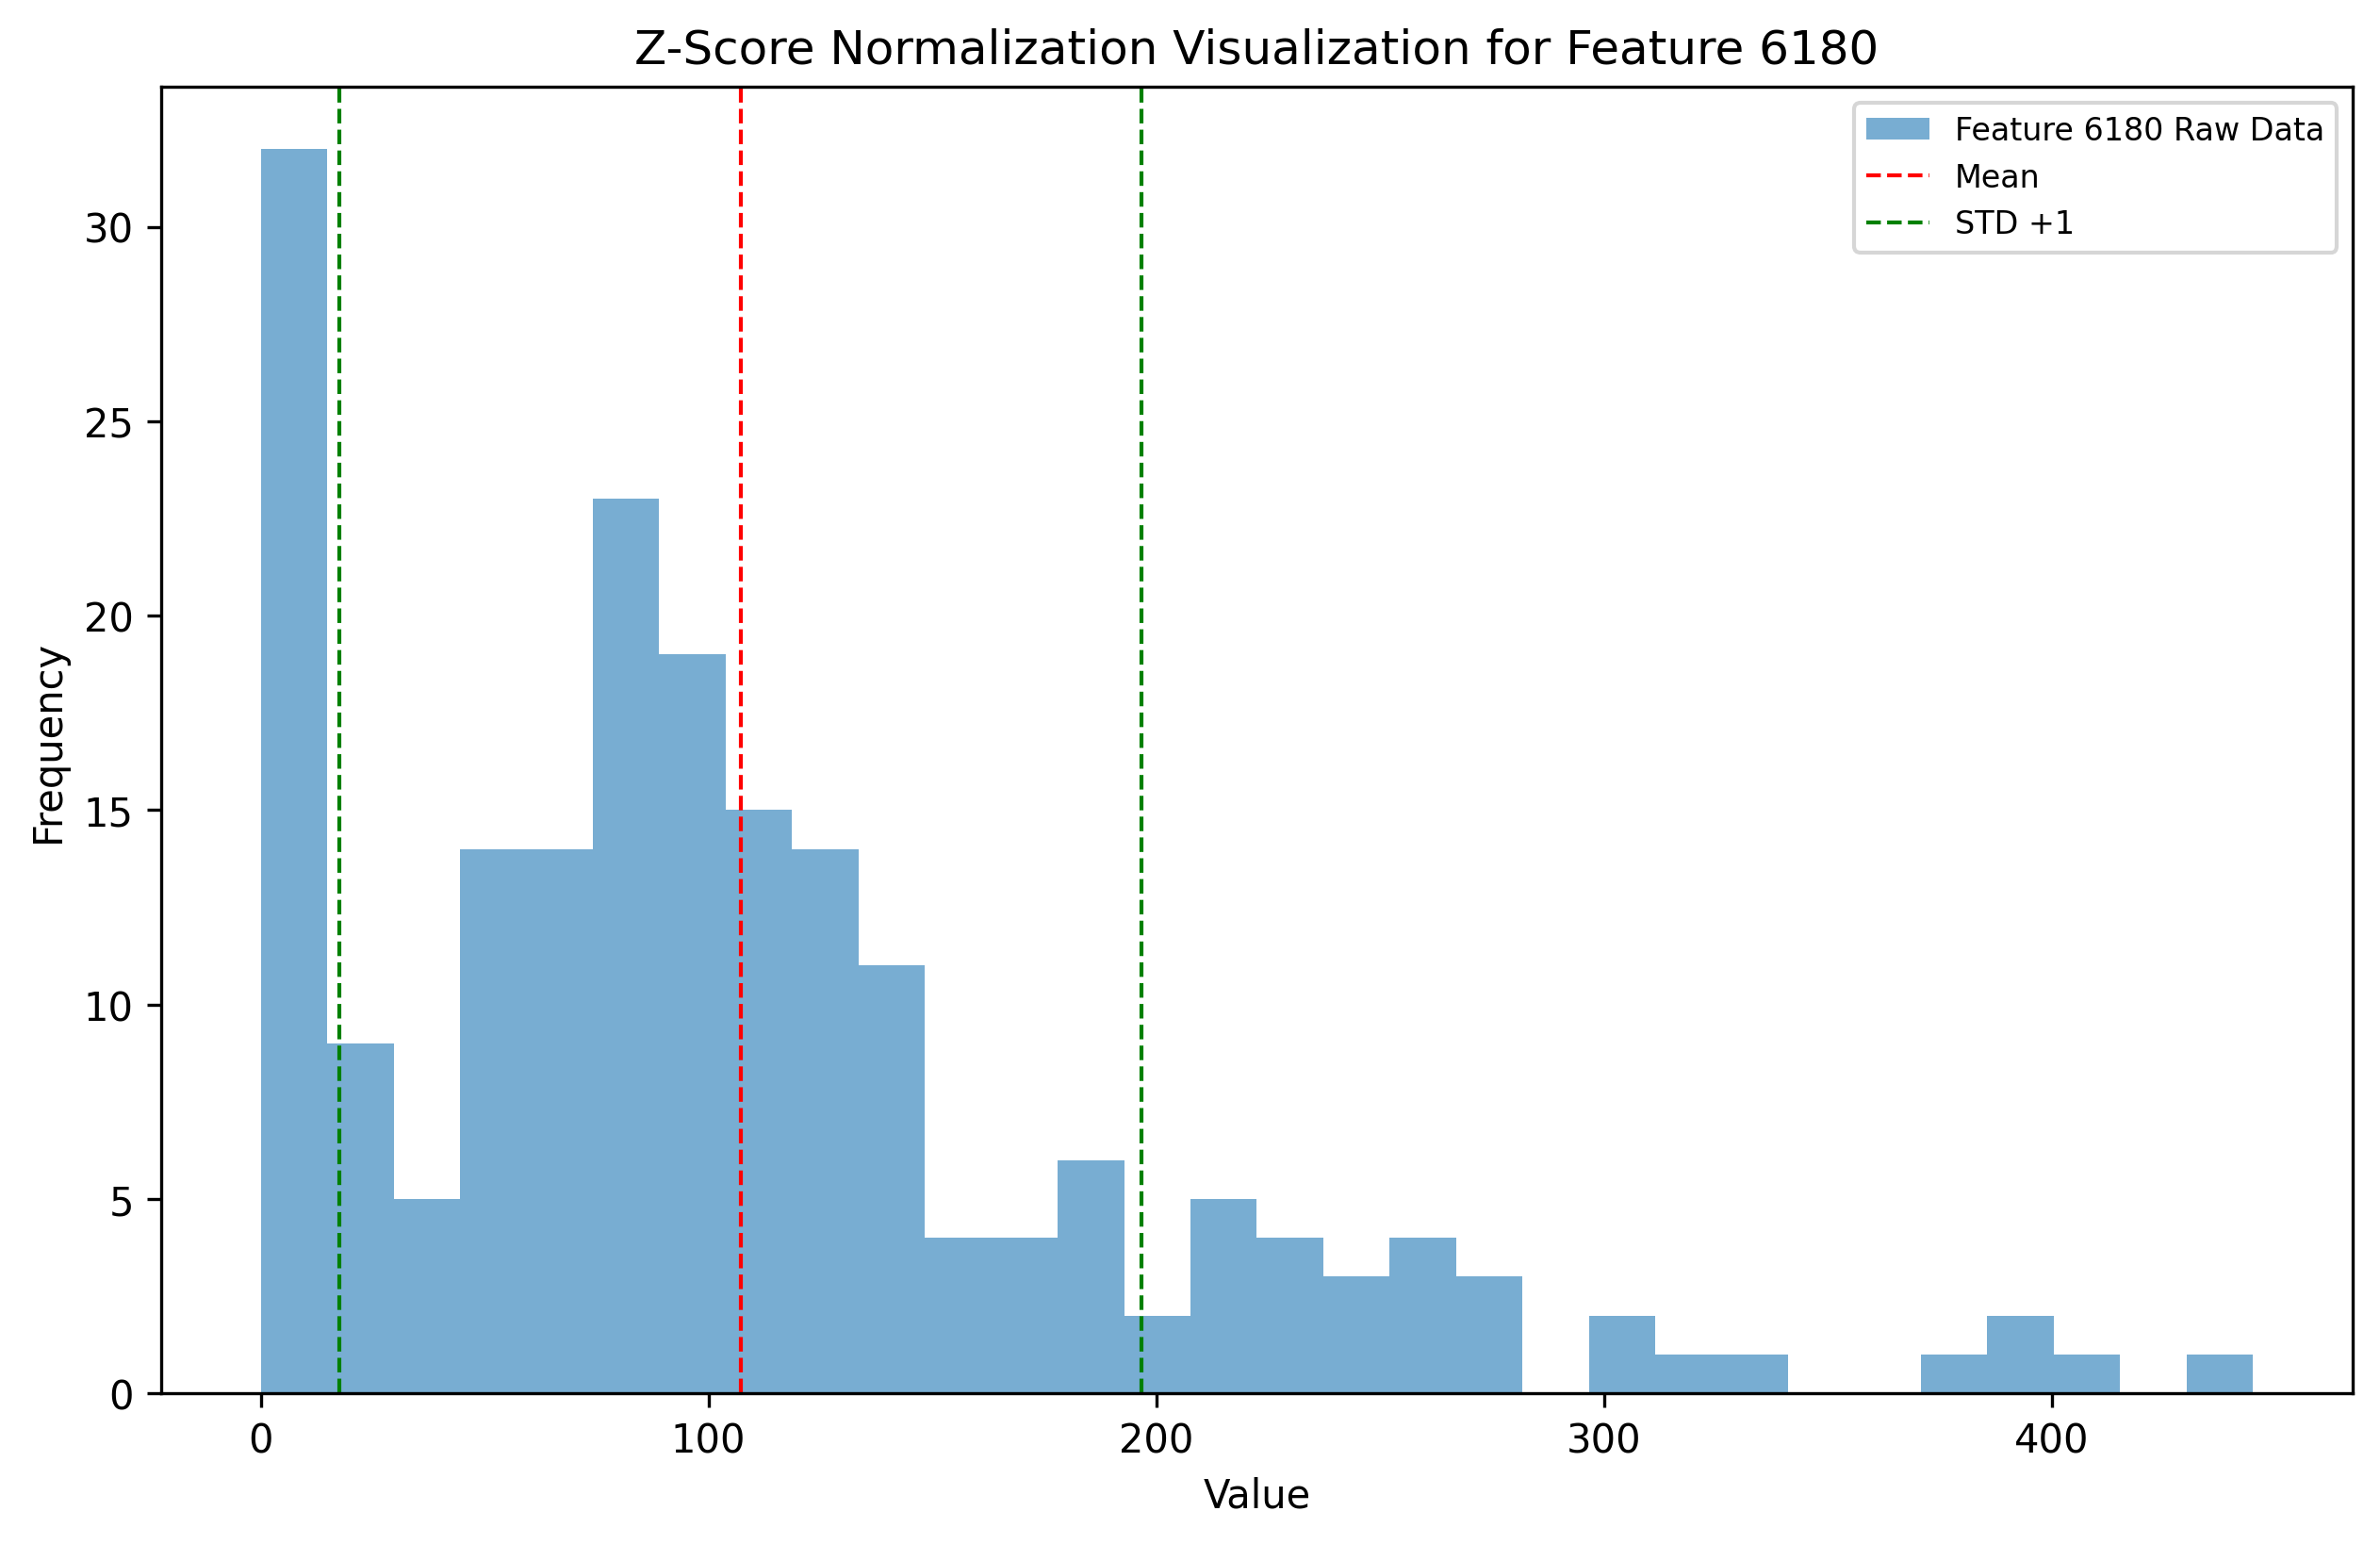 Z-Score Normalization Visualization for Feature 6180
Feature 6180 Raw Data
Mean
STD +1
Frequency
30
25
20
15
10
5
0
0 100 200 300 400
Value